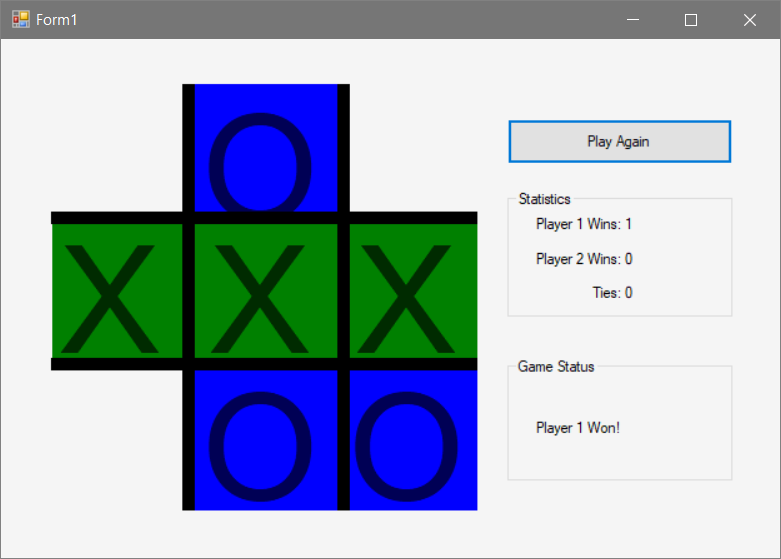 Form1
O
X X X
O O
Play Again
Statistics
Player 1 Wins: 1
Player 2 Wins: 0
Ties: 0
Game Status
Player 1 Won!